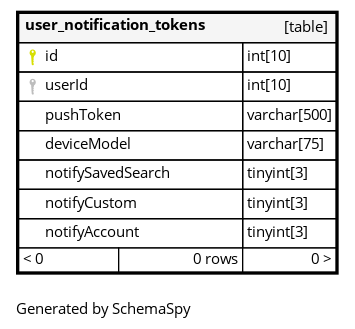 user_notification_tokens [table]
id int[10]
userId int[10]
pushToken varchar[500]
deviceModel varchar[75]
notifySavedSearch tinyint[3]
notifyCustom tinyint[3]
notifyAccount tinyint[3]
< 0 0 rows 0 >
Generated by SchemaSpy